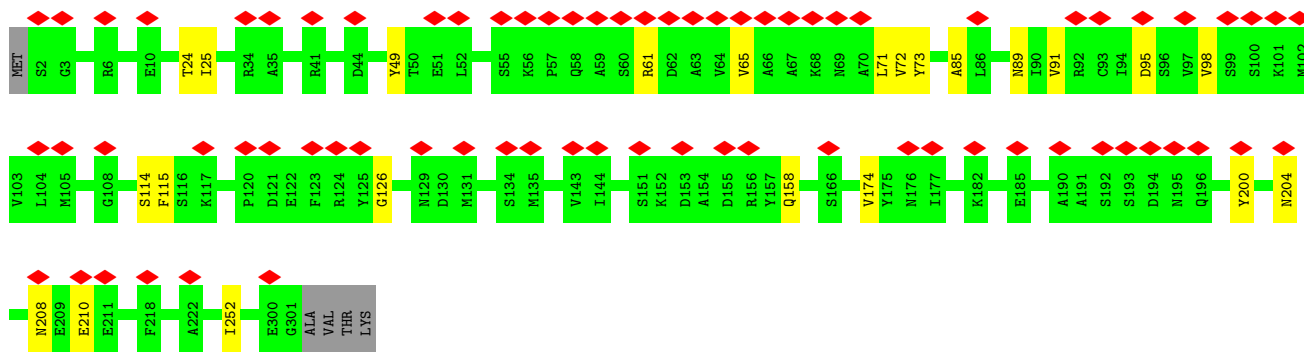 MET S2 G3 R6 E10 T24 I25 R34 A35 R41 D44 Y49 T50 E51 L52 S55 K56 P57 Q58 A59 S60 R61 D62 A63 V64 V65 A66 A67 K68 N69 A70 L71 V72 Y73 A85 L86 N89 I90 V91 R92 C93 I94 D95 S96 V97 V98 S99 S100 K101 M102
V103 L104 M105 G108 S114 F115 S116 K117 P120 D121 E122 F123 R124 Y125 G126 N129 D130 M131 S134 M135 V143 I144 S151 K152 D153 A154 D155 R156 Y157 Q158 S166 V174 Y175 N176 I177 K182 E185 A190 A191 S192 S193 D194 N195 Q196 Y200 N204
N208 E209 E210 E211 F218 A222 I252 E300 G301 ALA VAL THR LYS